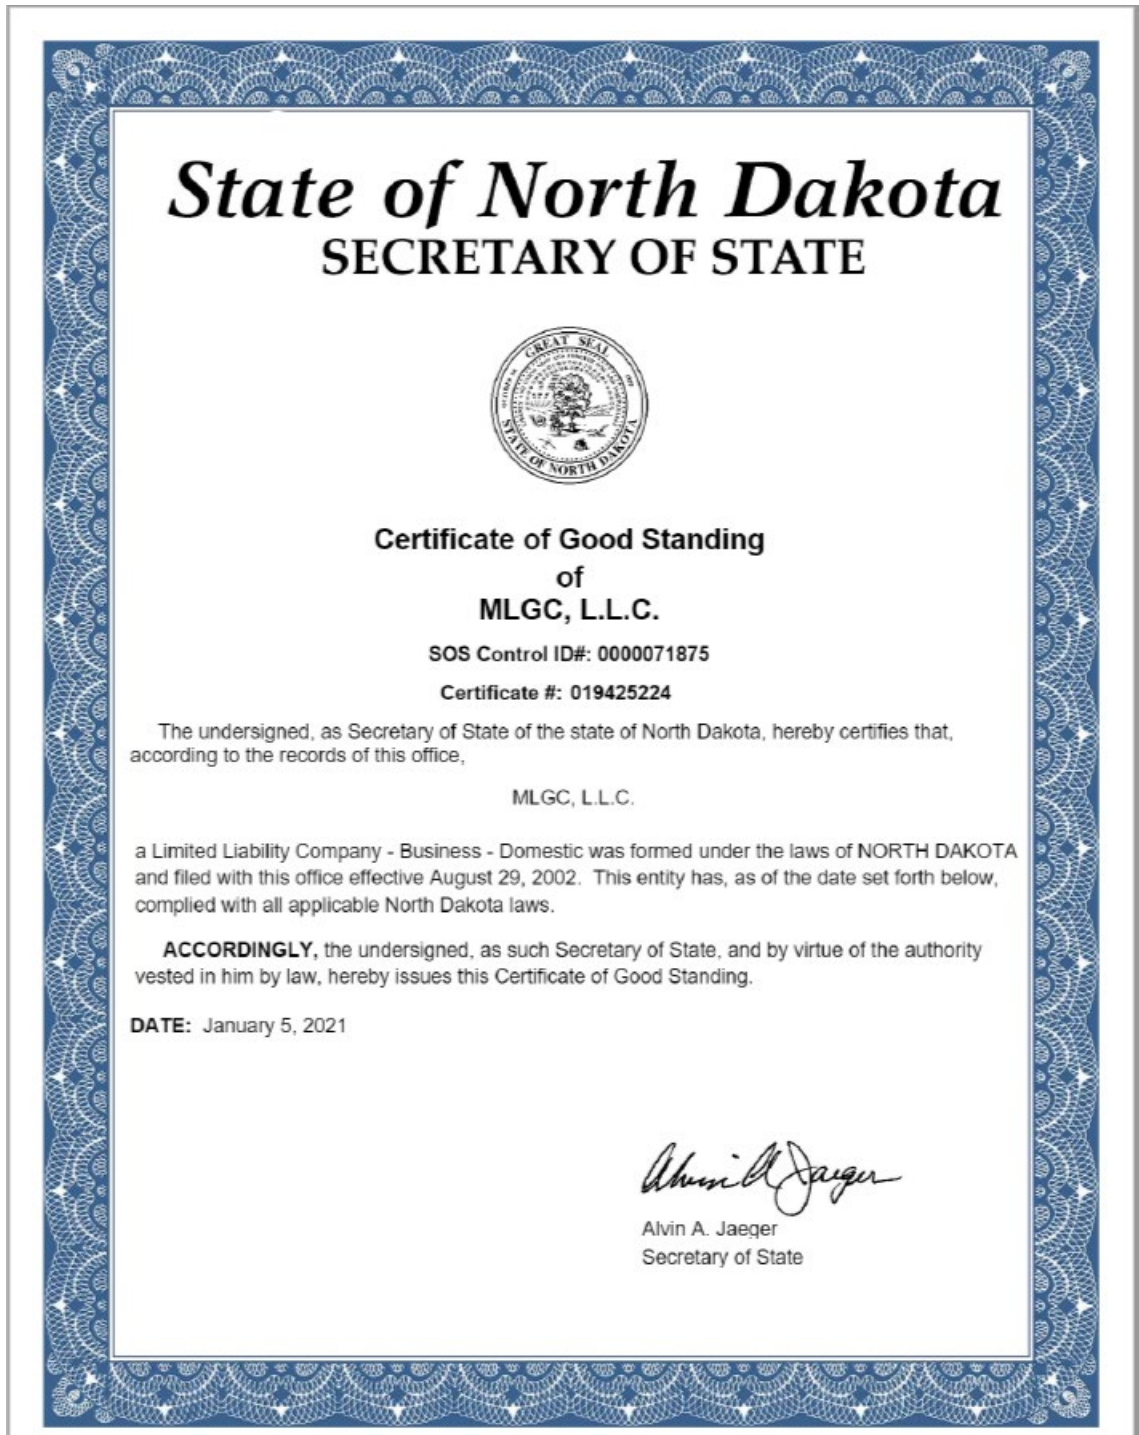 State of North Dakota
SECRETARY OF STATE
GREAT SEAL
STATE OF NORTH DAKOTA
Certificate of Good Standing
of
MLGC, L.L.C.
SOS Control ID#: 0000071875
Certificate #: 019425224
The undersigned, as Secretary of State of the state of North Dakota, hereby certifies that,
according to the records of this office,
MLGC, L.L.C.
a Limited Liability Company - Business - Domestic was formed under the laws of NORTH DAKOTA
and filed with this office effective August 29, 2002. This entity has, as of the date set forth below,
complied with all applicable North Dakota laws.
ACCORDINGLY, the undersigned, as such Secretary of State, and by virtue of the authority
vested in him by law, hereby issues this Certificate of Good Standing.
DATE: January 5, 2021
Alvin A Jaeger
Alvin A. Jaeger
Secretary of State